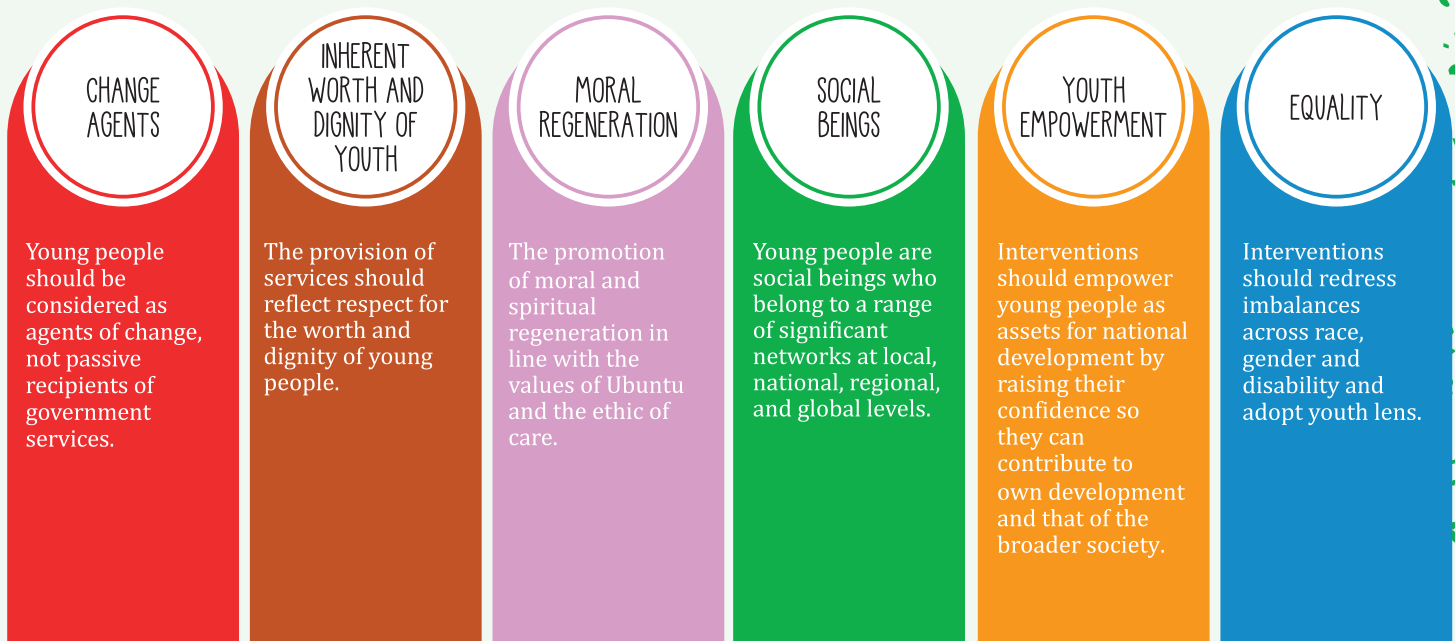 CHANGE
AGENTS
Young people
should be
considered as
agents of change,
not passive
recipients of
government
services.
INHERENT
WORTH AND
DIGNITY OF
YOUTH
The provision of
services should
reflect respect for
the worth and
dignity of young
people.
MORAL
REGENERATION
The promotion
of moral and
spiritual
regeneration in
line with the
values of Ubuntu
and the ethic of
care.
SOCIAL
BEINGS
Young people are
social beings who
belong to a range
of significant
networks at local,
national, regional,
and global levels.
YOUTH
EMPOWERMENT
Interventions
should empower
young people as
assets for national
development by
raising their
confidence so
they can
contribute to
own development
and that of the
broader society.
EQUALITY
Interventions
should redress
imbalances
across race,
gender and
disability and
adopt youth lens.